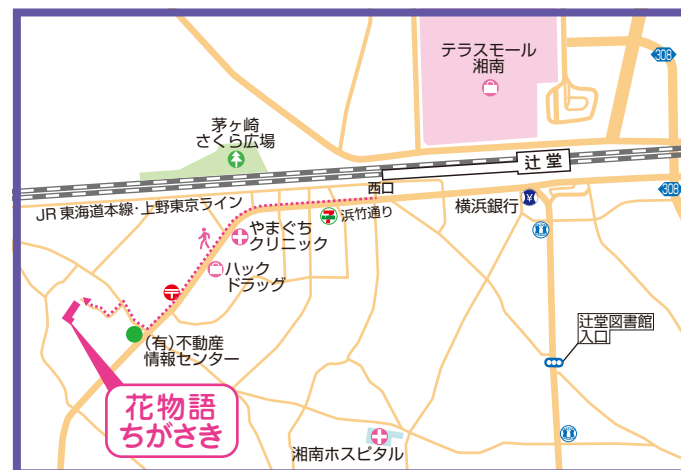 テラスモール
湘南
308
茅ヶ崎
さくら広場
辻堂
西口
308
JR東海道本線・上野東京ライン
横浜銀行
¥
7
浜竹通り
やまぐち
クリニック
ハック
ドラッグ
〒
(有)不動産
情報センター
辻堂図書館
入口
花物語
ちがさき
湘南ホスピタル